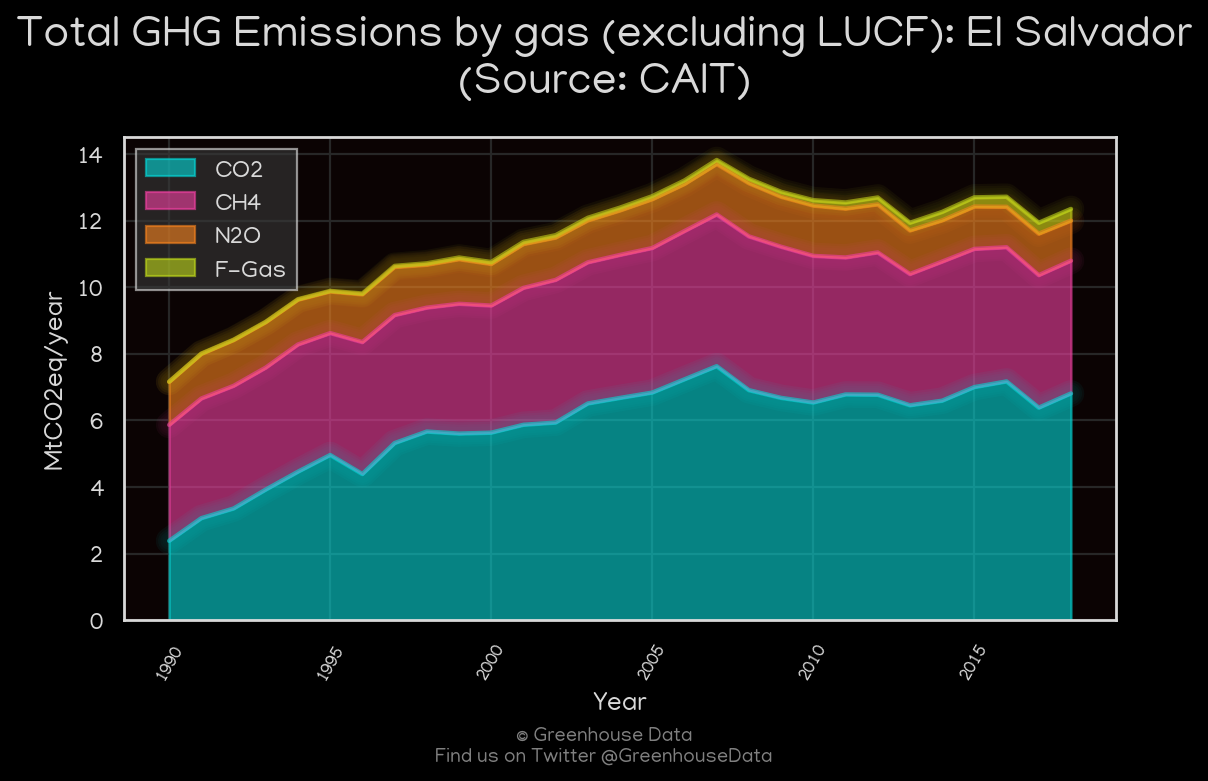 Total GHG Emissions by gas (excluding LUCF): El Salvador
(Source: CAIT)
14
12
10
8
6
4
2
0
MtCO2eq/year
CO2
CH4
N2O
F-Gas
1990
1995
2000
2005
2010
2015
Year
© Greenhouse Data
Find us on Twitter @GreenhouseData